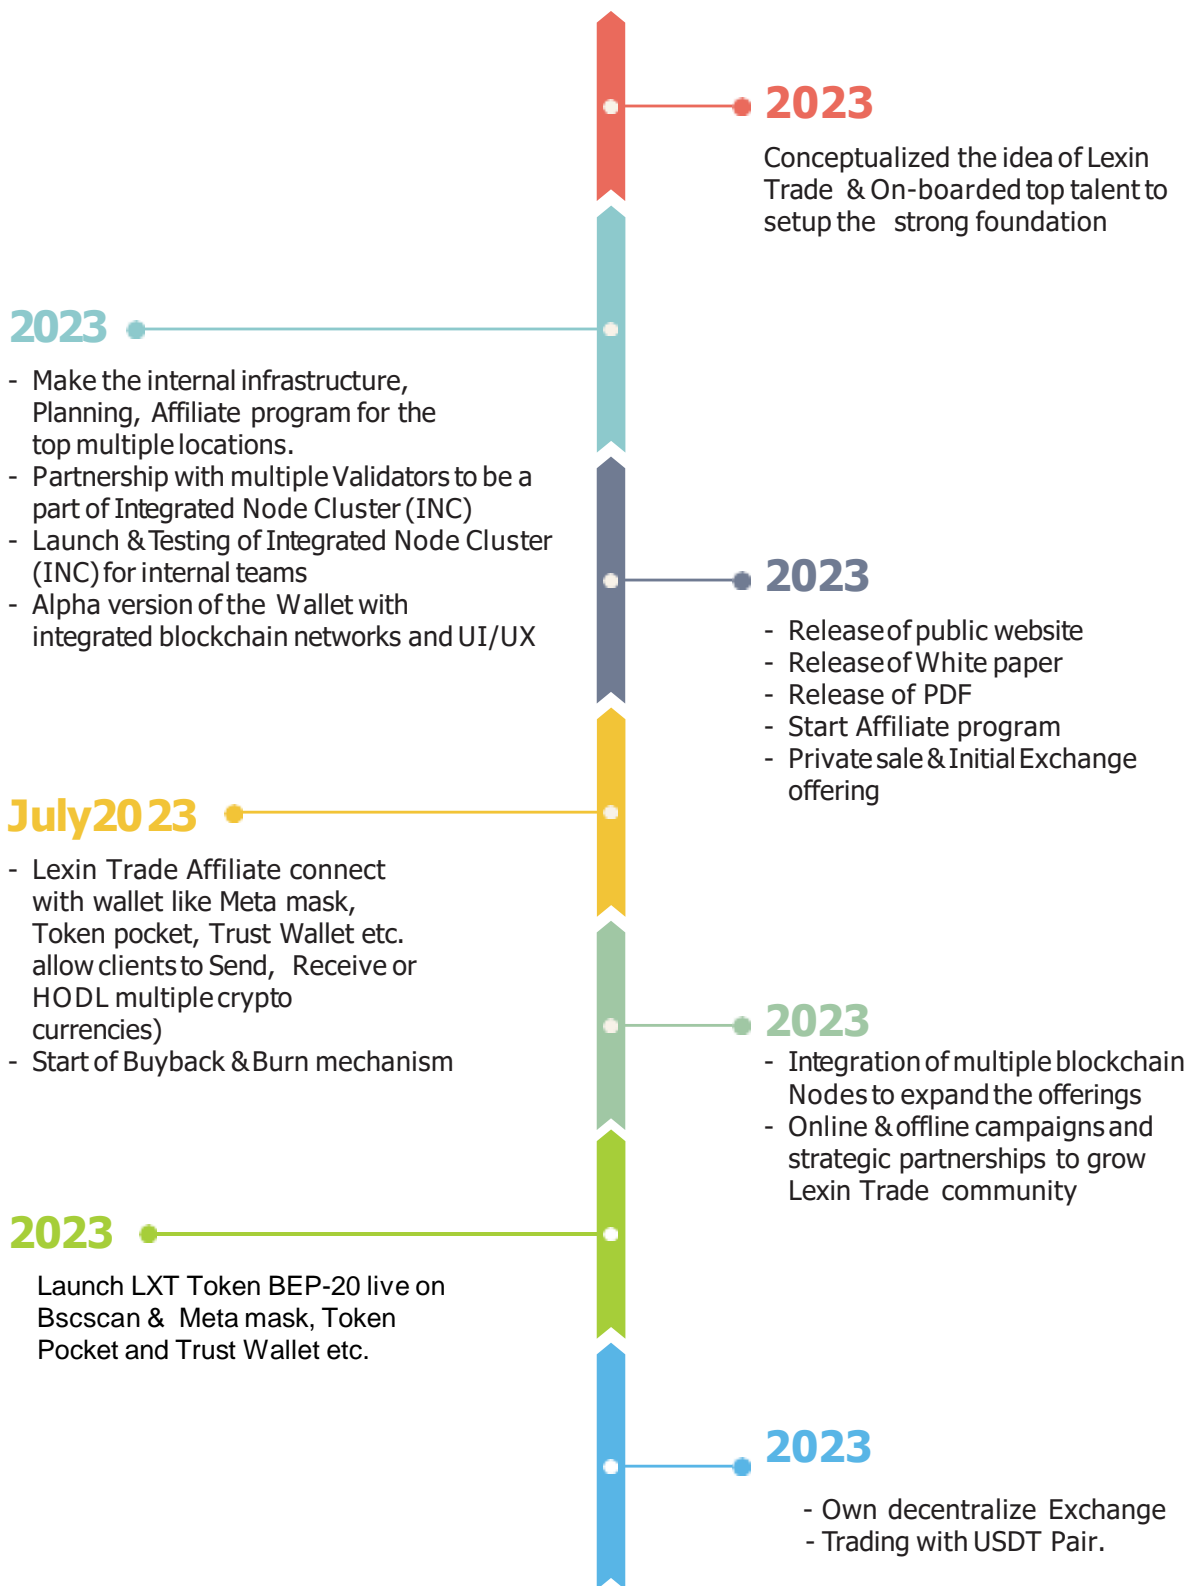 2023
Conceptualized the idea of Lexin
Trade & On-boarded top talent to
setup the strong foundation
2023
- Make the internal infrastructure,
Planning, Affiliate program for the
top multiple locations.
- Partnership with multiple Validators to be a
part of Integrated Node Cluster (INC)
- Launch & Testing of Integrated Node Cluster
(INC) for internal teams
- Alpha version of the Wallet with
integrated blockchain networks and UI/UX
2023
- Release of public website
- Release of White paper
- Release of PDF
- Start Affiliate program
- Private sale & Initial Exchange
offering
July2023
- Lexin Trade Affiliate connect
with wallet like Meta mask,
Token pocket, Trust Wallet etc.
allow clients to Send, Receive or
HODL multiple crypto
currencies)
- Start of Buyback & Burn mechanism
2023
- Integration of multiple blockchain
Nodes to expand the offerings
- Online & offline campaigns and
strategic partnerships to grow
Lexin Trade community
2023
Launch LXT Token BEP-20 live on
Bscscan & Meta mask, Token
Pocket and Trust Wallet etc.
2023
- Own decentralize Exchange
- Trading with USDT Pair.